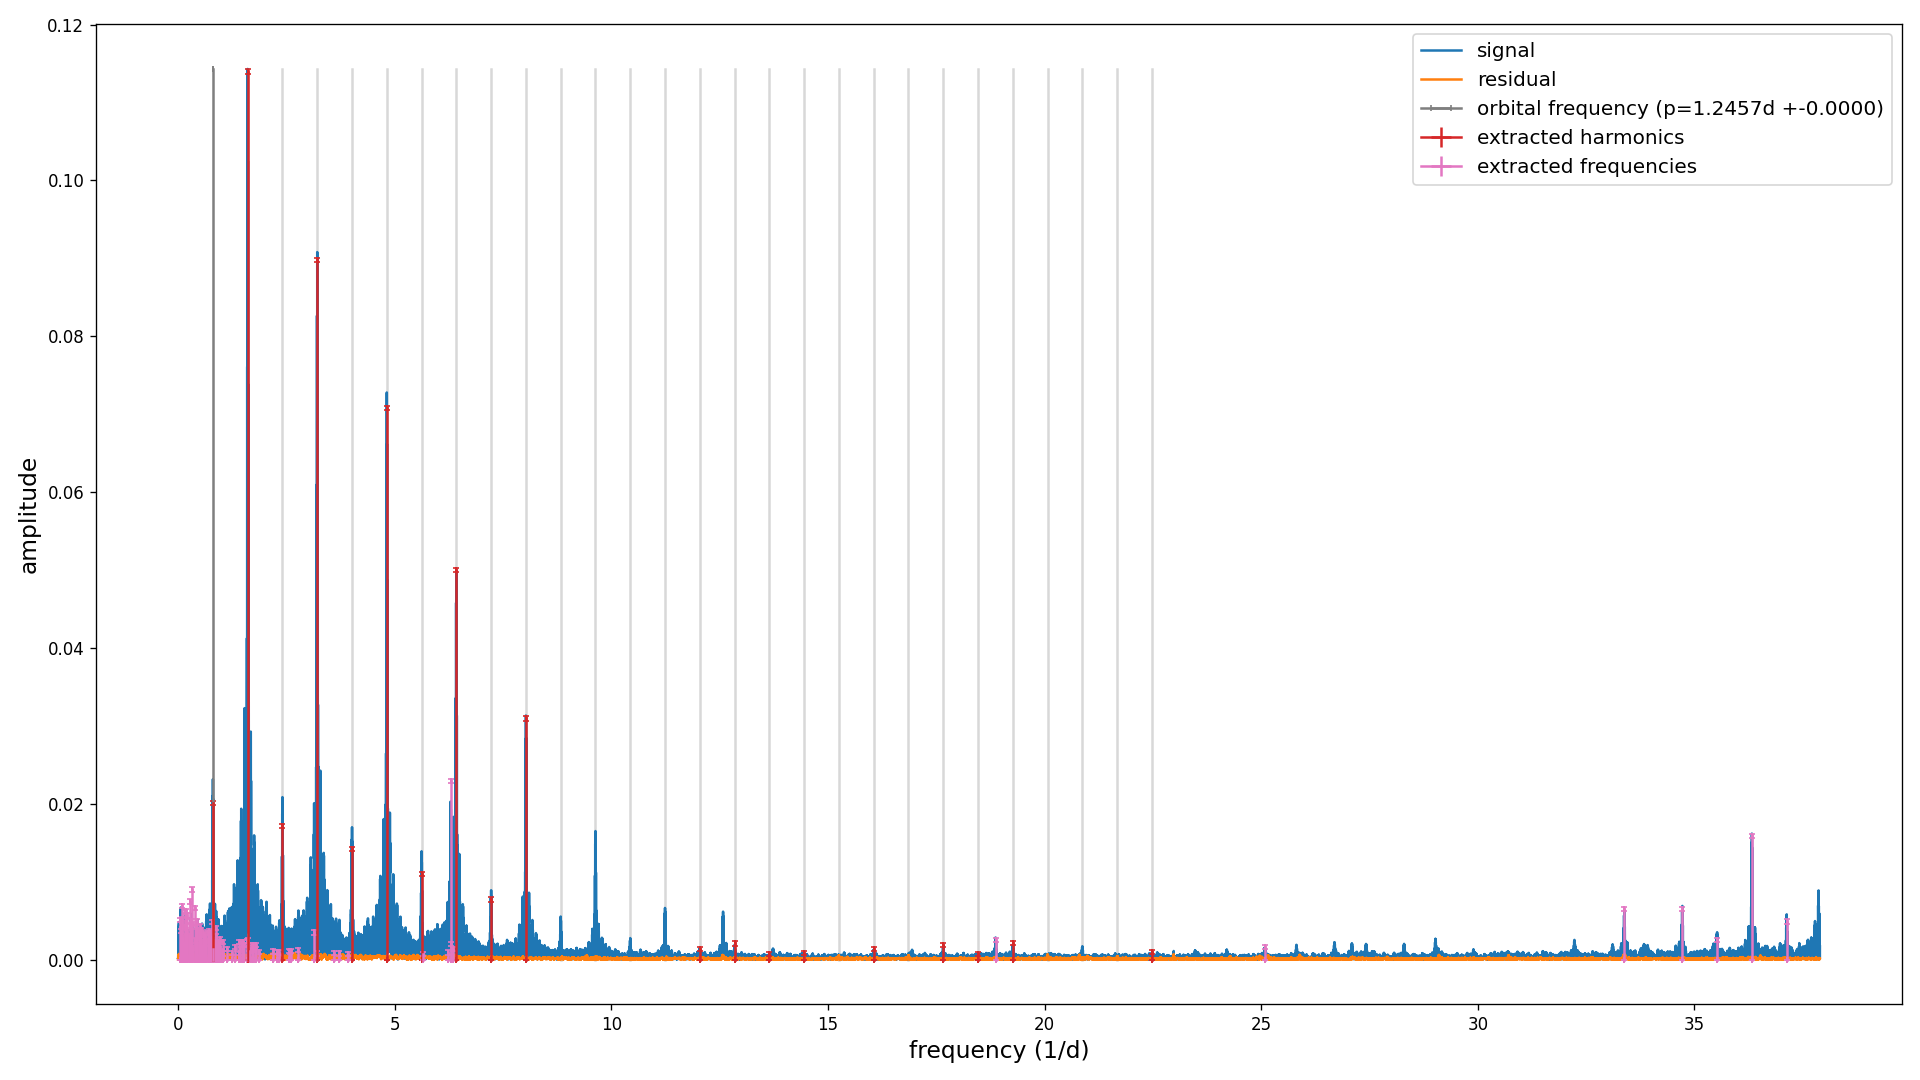 0.12
0.10
0.08
0.06
0.04
0.02
0.00
amplitude
signal
residual
orbital frequency (p=1.2457d +-0.0000)
extracted harmonics
extracted frequencies
0
5
10
15
20
25
30
35
frequency (1/d)